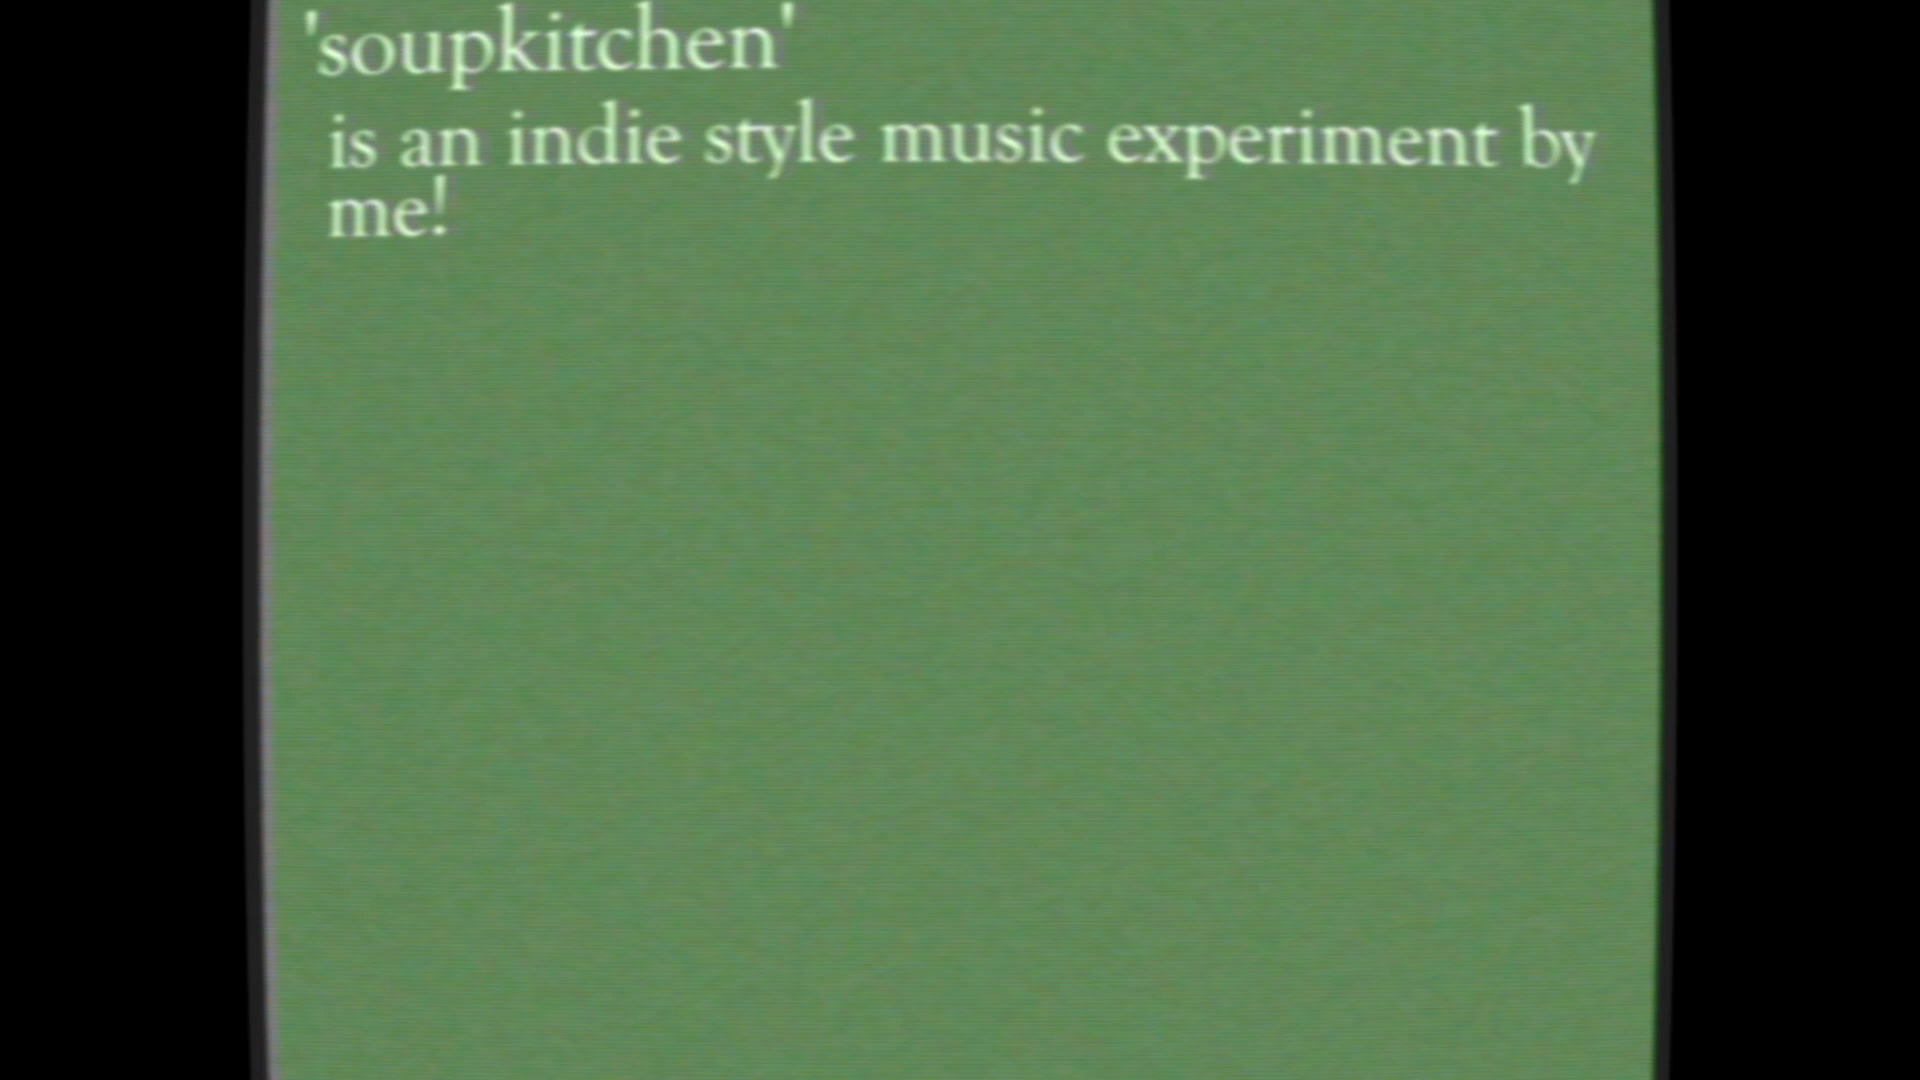 'soupkitchen'
is an indie style music experiment by
me!